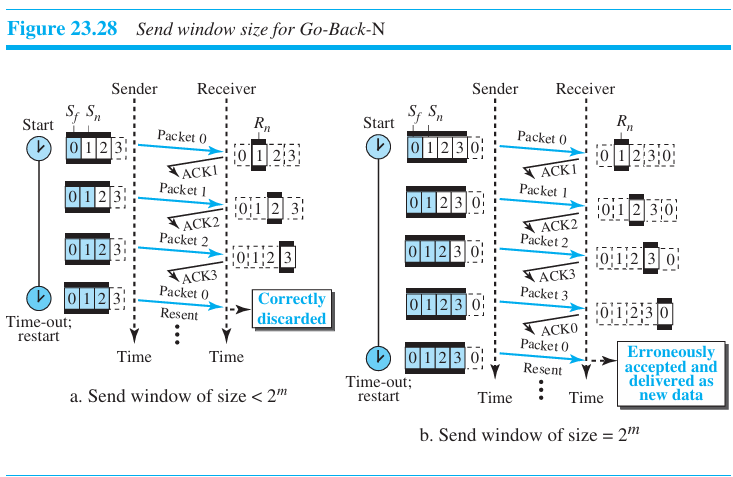 Figure 23.28 Send window size for Go-Back-N
Sender Receiver
Start
Sf Sn
Rn
0 1 2 3
Packet 0
0 1 2 3
ACK1
0 1 2 3
Packet 1
0 1 2 3
ACK2
0 1 2 3
Packet 2
0 1 2 3
ACK3
0 1 2 3
Packet 0
Resent
Correctly
discarded
Time-out;
restart
Time Time
a. Send window of size < 2^m
Sender Receiver
Start
Sf Sn
Rn
0 1 2 3 0
Packet 0
0 1 2 3 0
ACK1
0 1 2 3 0
Packet 1
0 1 2 3 0
ACK2
0 1 2 3 0
Packet 2
0 1 2 3 0
ACK3
0 1 2 3 0
Packet 3
0 1 2 3 0
ACK0
0 1 2 3 0
Packet 0
Resent
Erroneously
accepted and
delivered as
new data
Time-out;
restart
Time Time
b. Send window of size = 2^m